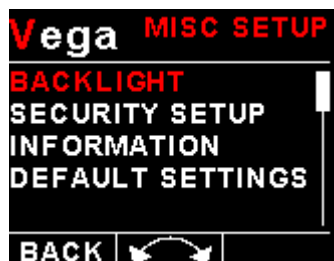 Vega MISC SETUP
BACKLIGHT
SECURITY SETUP
INFORMATION
DEFAULT SETTINGS
BACK